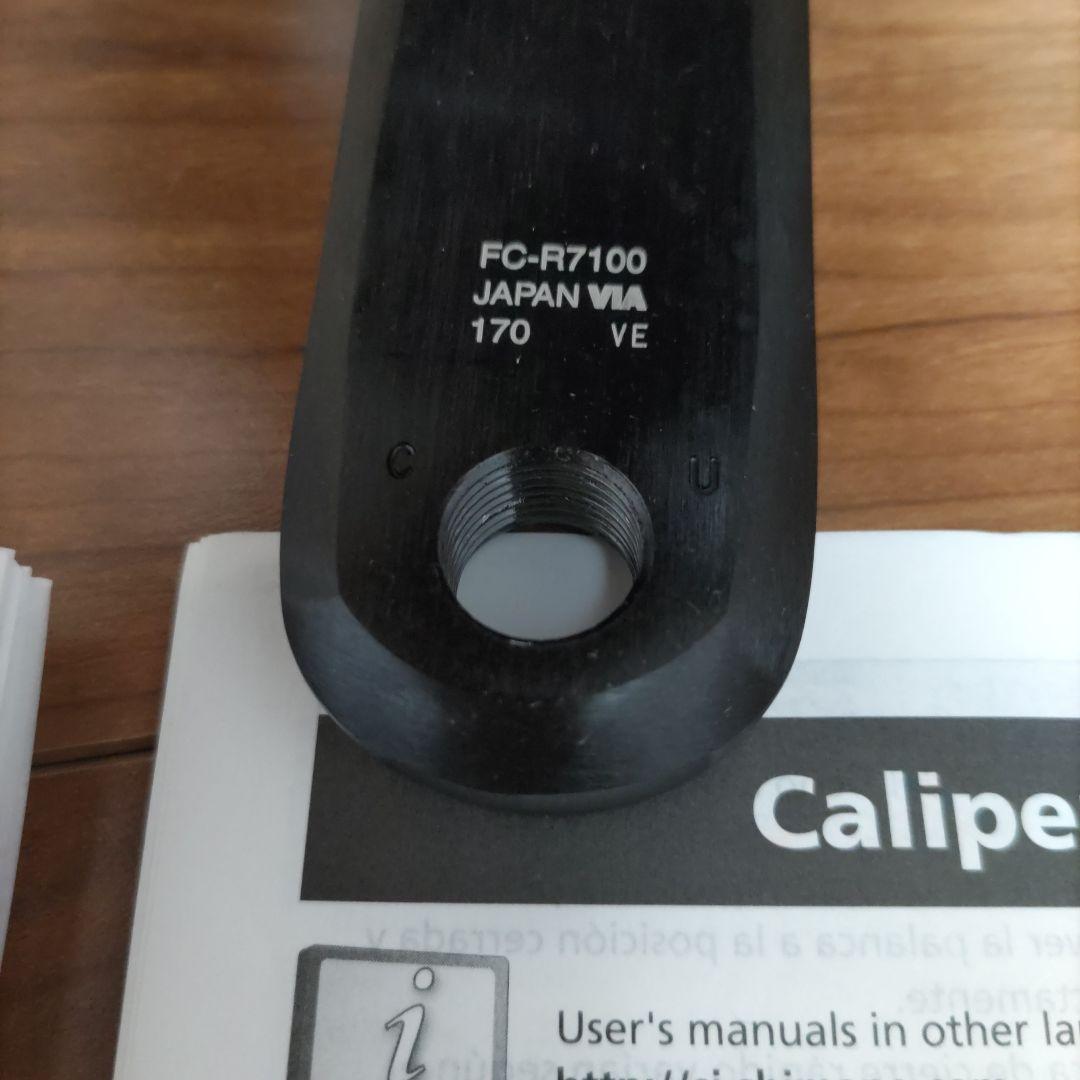 FC-R7100
JAPAN VIA
170 VE
C U
Calipe
ver la palanca a la posición cerrada y
User's manuals in other la